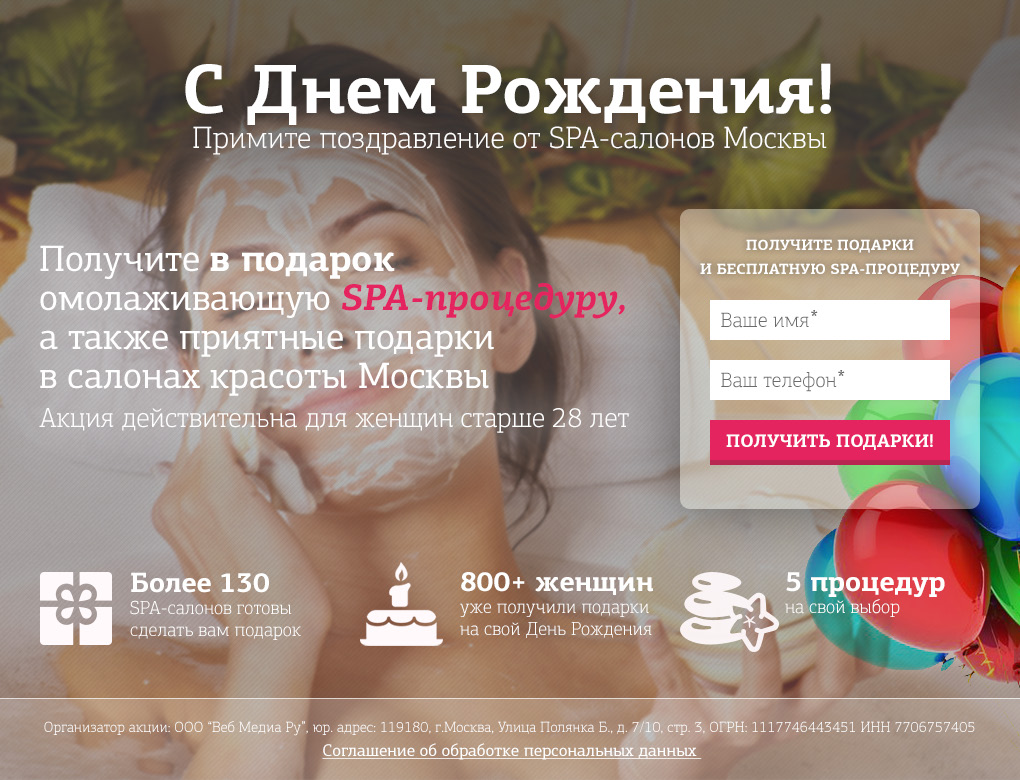 С Днем Рождения!
Примите поздравление от SPA-салонов Москвы
Получите в подарок
омолаживающую SPA-процедуру,
а также приятные подарки
в салонах красоты Москвы
Акция действительна для женщин старше 28 лет
ПОЛУЧИТЕ ПОДАРКИ
И БЕСПЛАТНУЮ SPA-ПРОЦЕДУРУ
Ваше имя*
Ваш телефон*
ПОЛУЧИТЬ ПОДАРКИ!
Более 130
SPA-салонов готовы
сделать вам подарок
800+ женщин
уже получили подарки
на свой День Рождения
5 процедур
на свой выбор
Организатор акции: ООО "Веб Медиа Ру", юр. адрес: 119180, г.Москва, Улица Полянка Б., д. 7/10, стр. 3, ОГРН: 1117746443451 ИНН 7706757405
Соглашение об обработке персональных данных